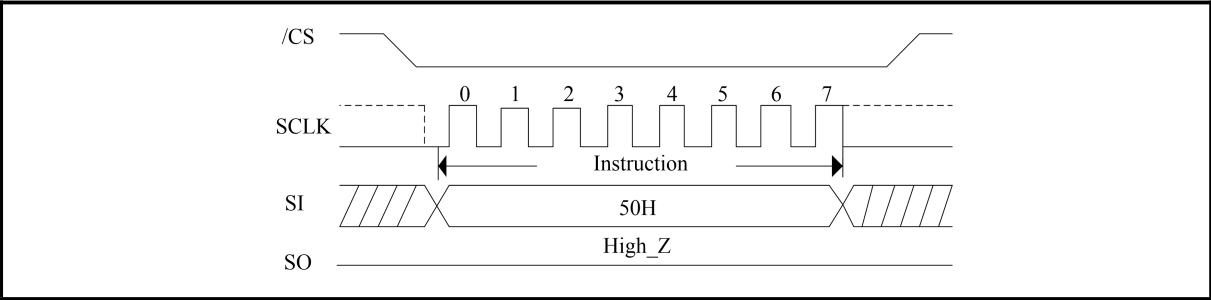 /CS
0 1 2 3 4 5 6 7
SCLK
Instruction
SI
50H
High_Z
SO